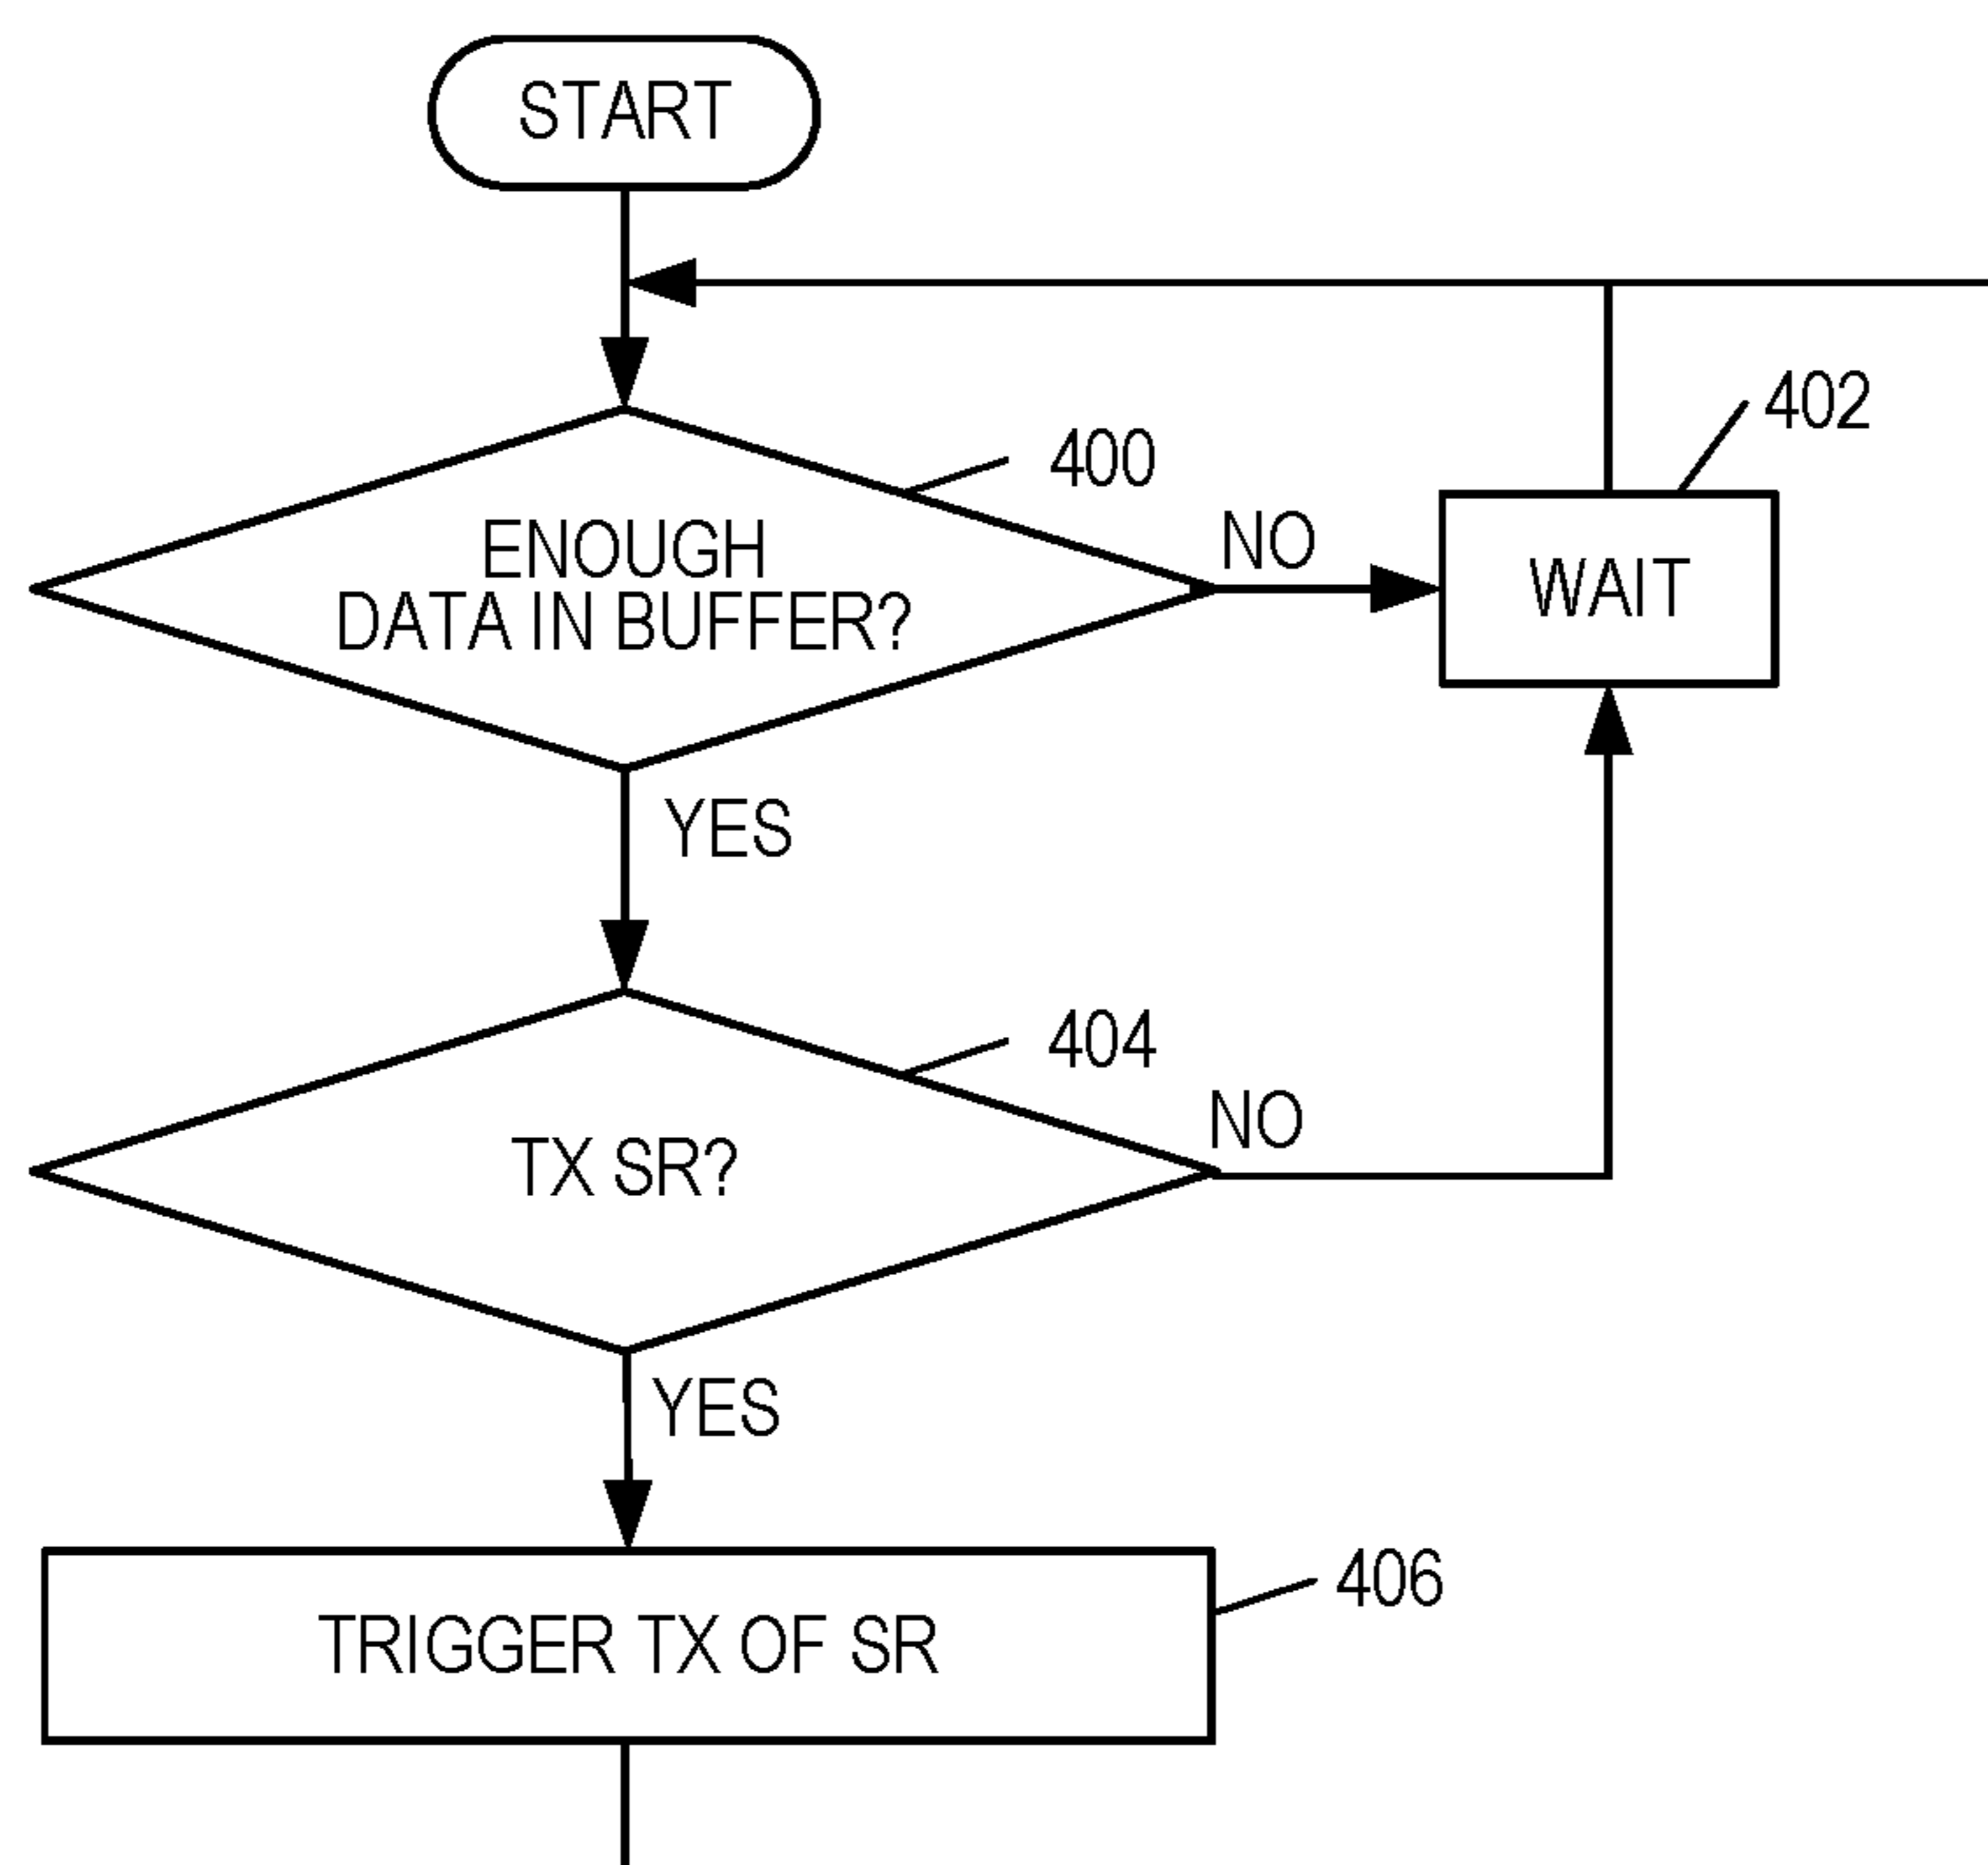 START
402
400
ENOUGH
DATA IN BUFFER?
NO
WAIT
YES
404
TX SR?
NO
YES
406
TRIGGER TX OF SR